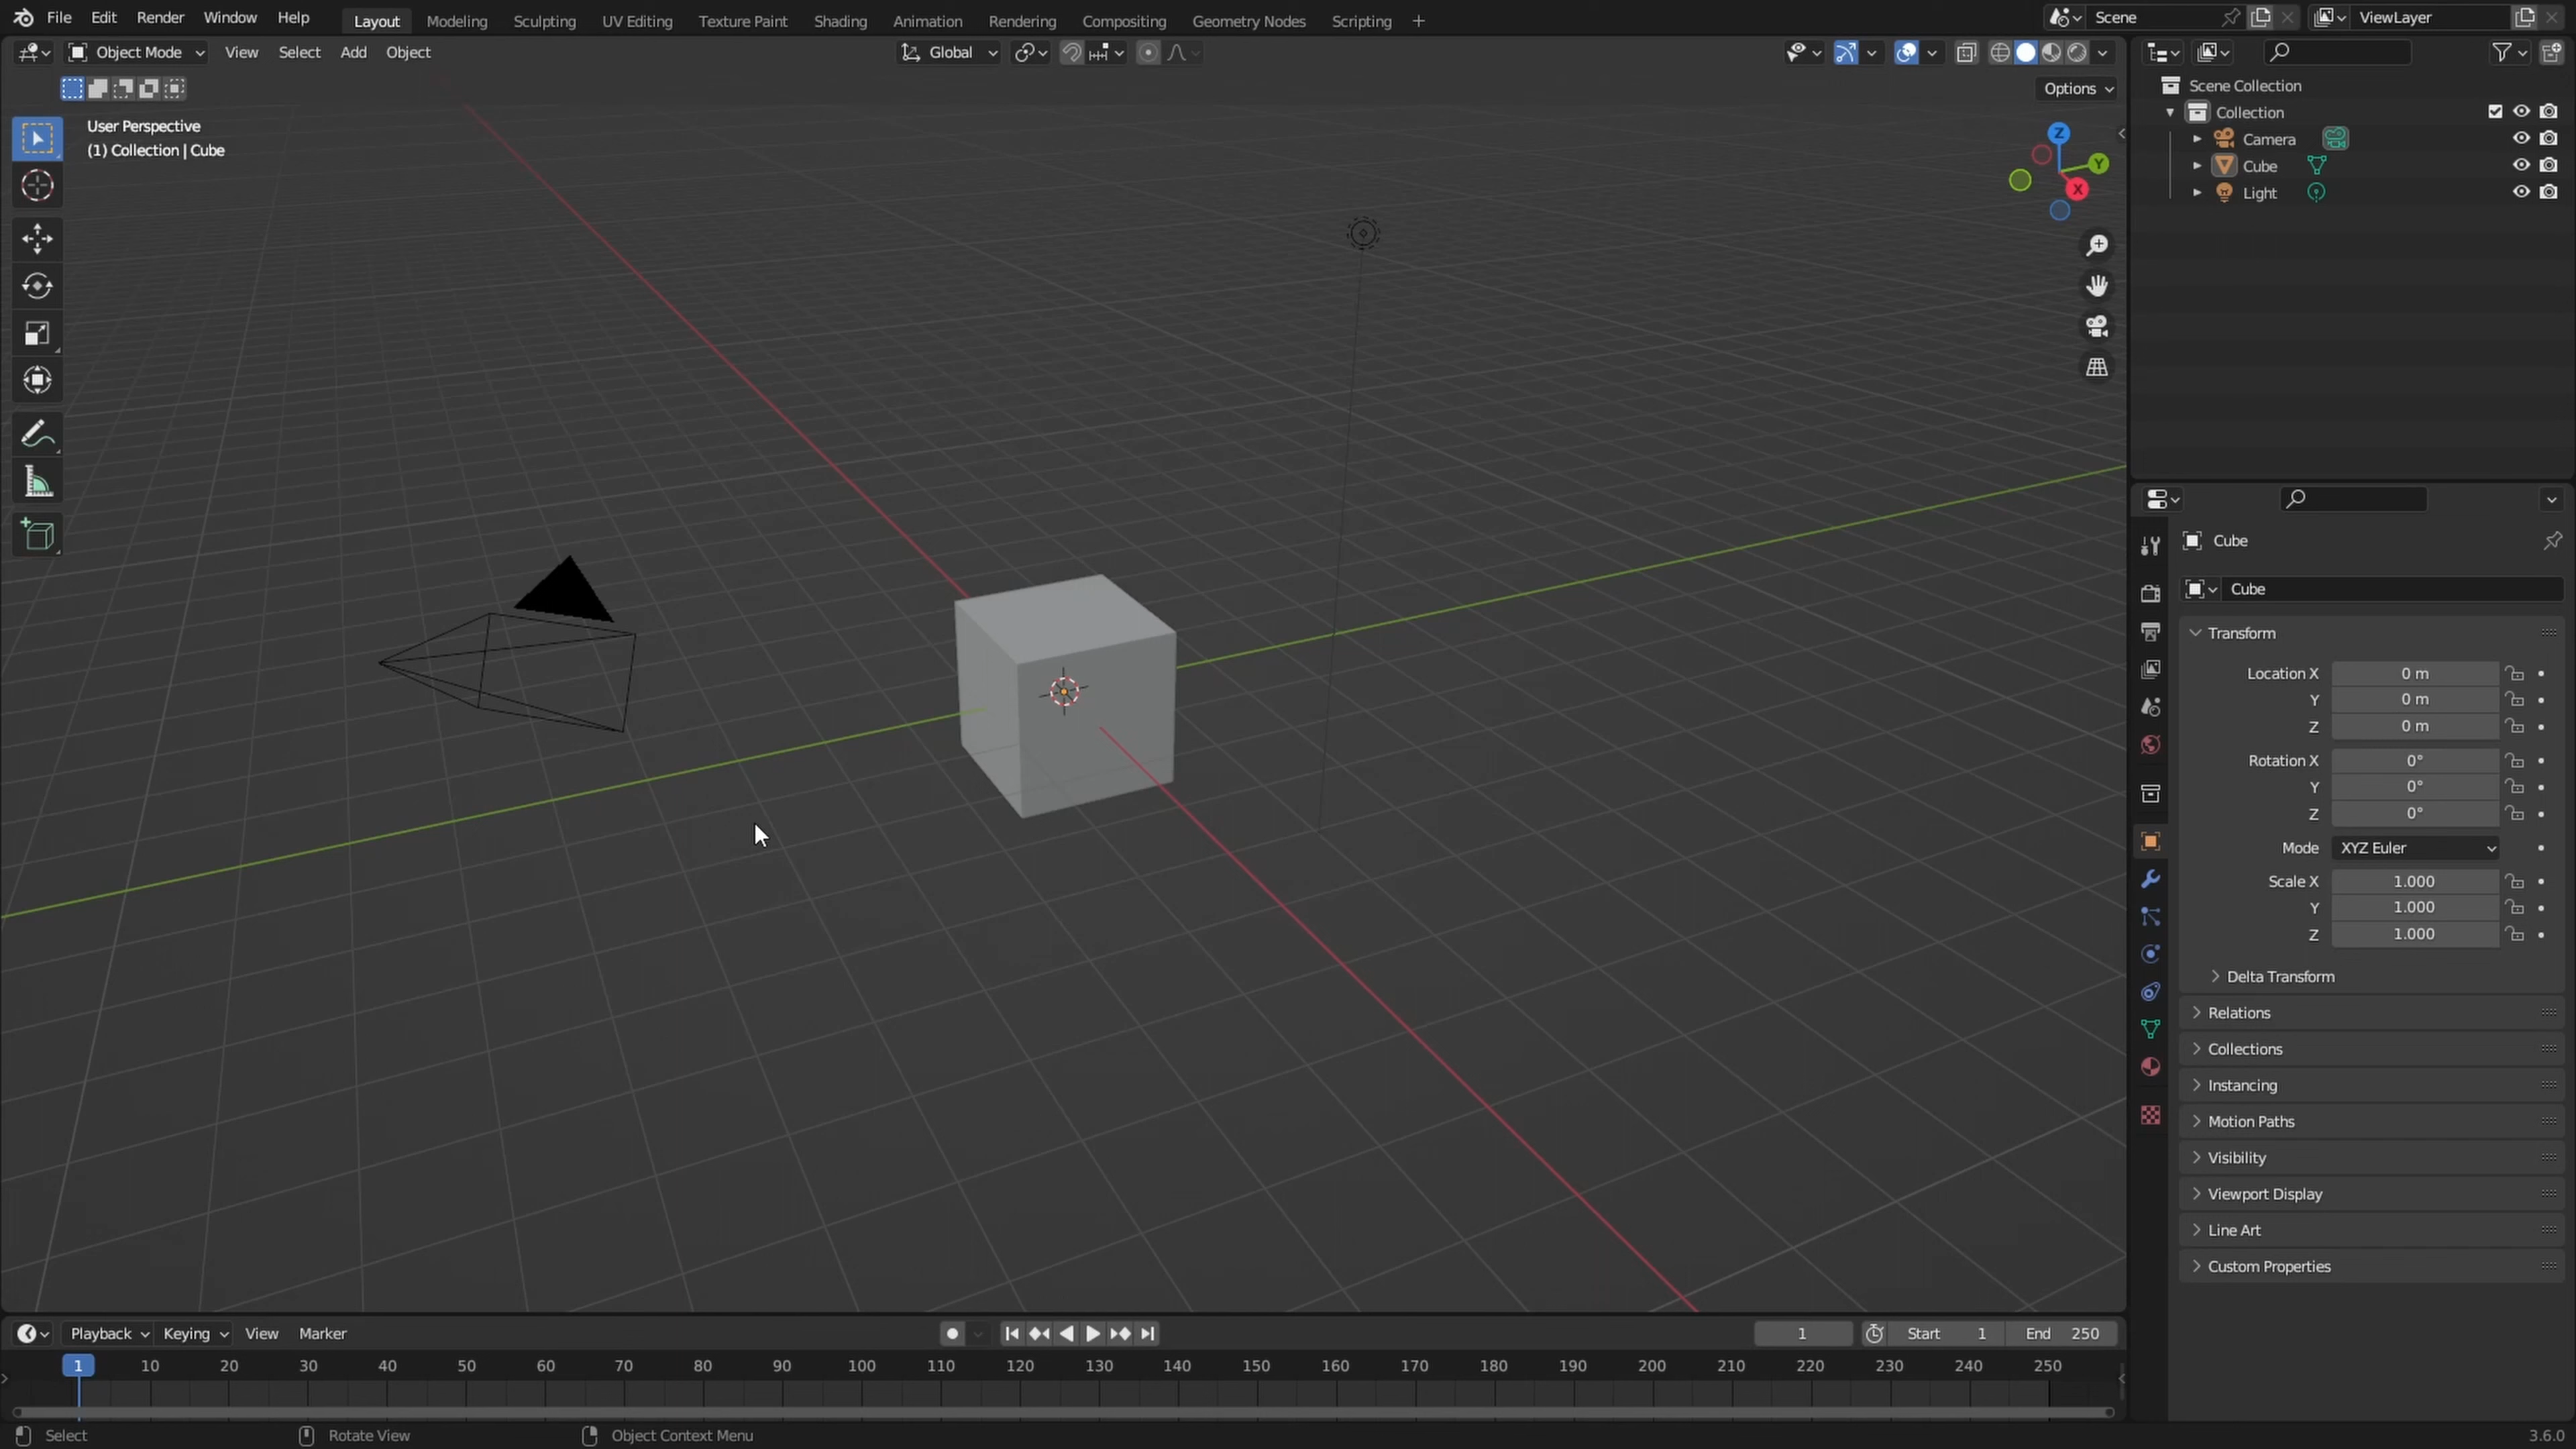 File Edit Render Window Help Layout Modeling Sculpting UV Editing Texture Paint Shading Animation Rendering Compositing Geometry Nodes Scripting + Scene ViewLayer
Object Mode View Select Add Object Global
Options
User Perspective
(1) Collection | Cube
Z
Y
X
Scene Collection
Collection
Camera
Cube
Light
Cube
Cube
Transform
Location X 0 m
Y 0 m
Z 0 m
Rotation X 0°
Y 0°
Z 0°
Mode XYZ Euler
Scale X 1.000
Y 1.000
Z 1.000
Delta Transform
Relations
Collections
Instancing
Motion Paths
Visibility
Viewport Display
Line Art
Custom Properties
Playback Keying View Marker 1 Start 1 End 250
1 10 20 30 40 50 60 70 80 90 100 110 120 130 140 150 160 170 180 190 200 210 220 230 240 250
Select Rotate View Object Context Menu 3.6.0